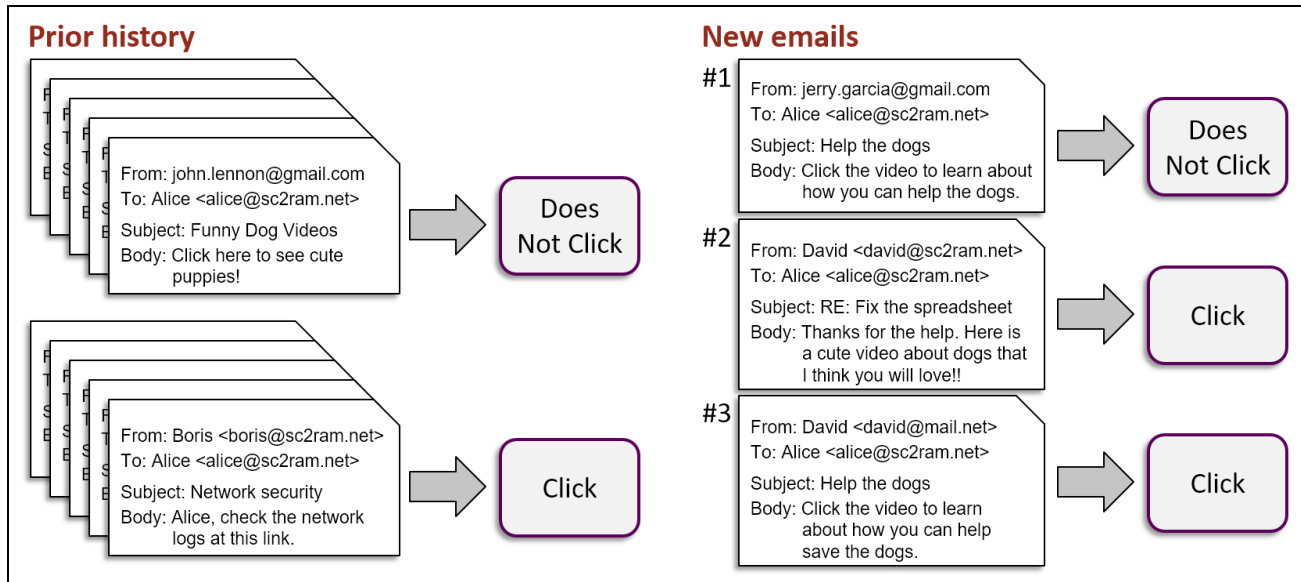 Prior history
From: john.lennon@gmail.com
To: Alice <alice@sc2ram.net>
Subject: Funny Dog Videos
Body: Click here to see cute
puppies!
Does
Not Click
From: Boris <boris@sc2ram.net>
To: Alice <alice@sc2ram.net>
Subject: Network security
Body: Alice, check the network
logs at this link.
Click
New emails
#1
From: jerry.garcia@gmail.com
To: Alice <alice@sc2ram.net>
Subject: Help the dogs
Body: Click the video to learn about
how you can help the dogs.
Does
Not Click
#2
From: David <david@sc2ram.net>
To: Alice <alice@sc2ram.net>
Subject: RE: Fix the spreadsheet
Body: Thanks for the help. Here is
a cute video about dogs that
I think you will love!!
Click
#3
From: David <david@mail.net>
To: Alice <alice@sc2ram.net>
Subject: Help the dogs
Body: Click the video to learn
about how you can help
save the dogs.
Click